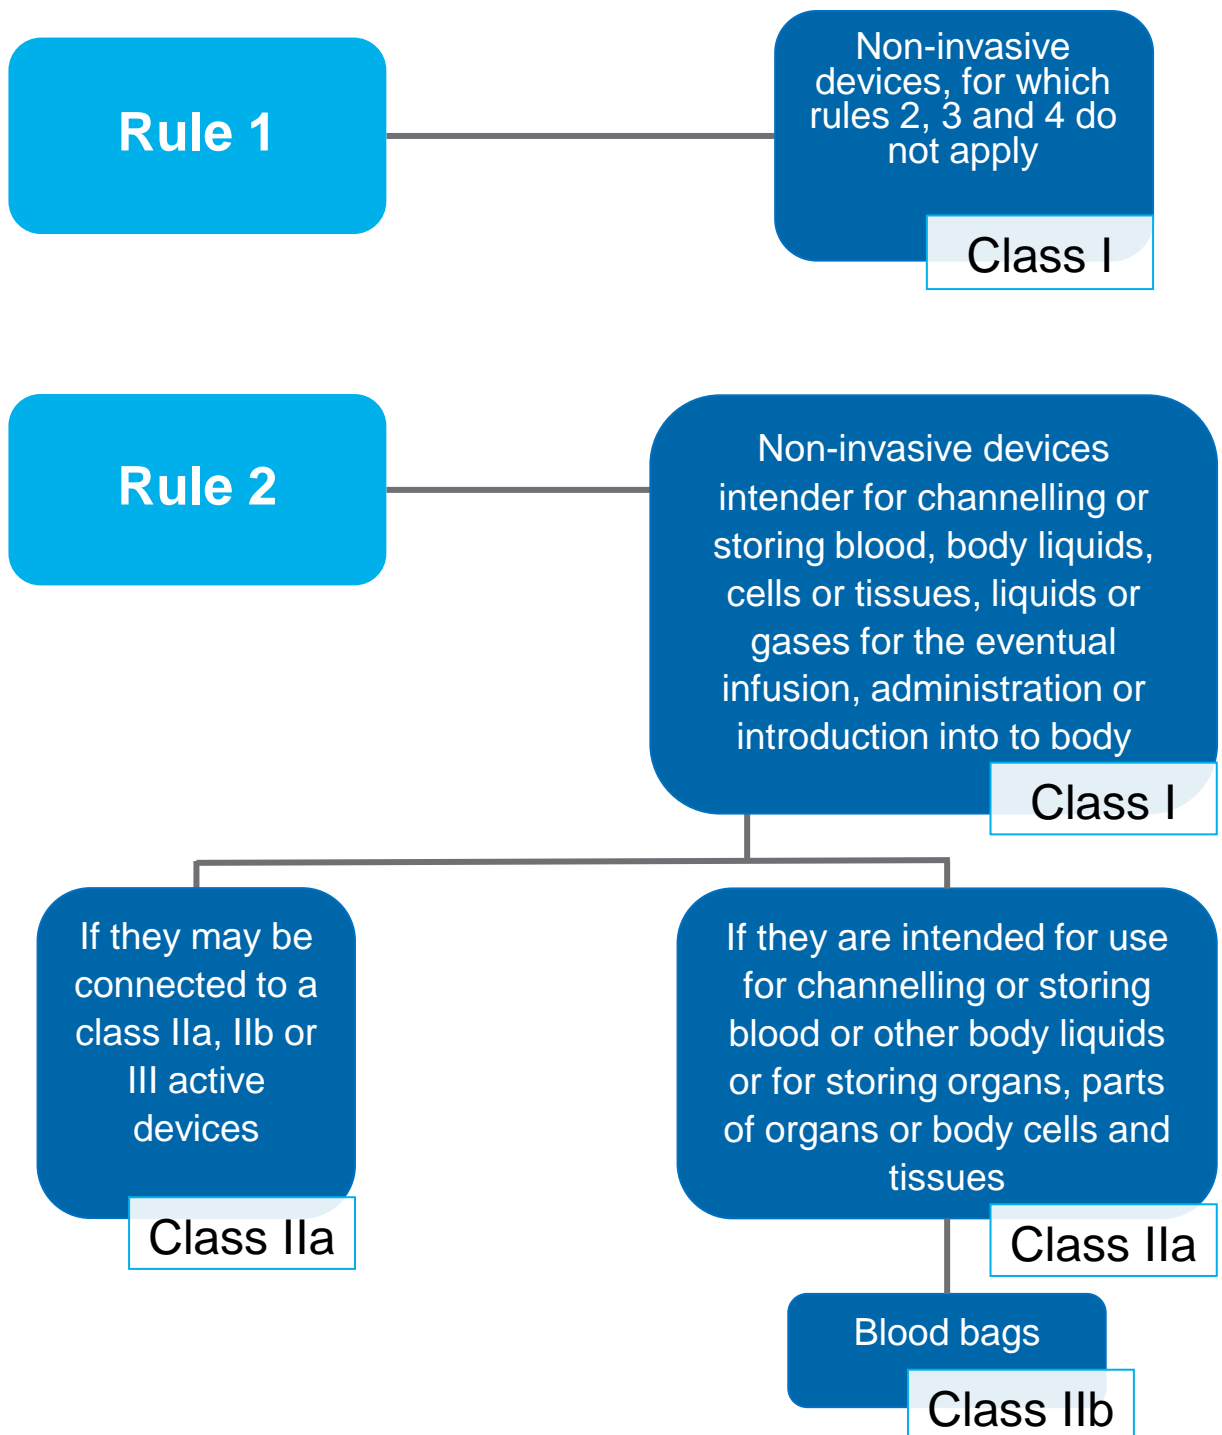 Rule 1
Non-invasive
devices, for which
rules 2, 3 and 4 do
not apply
Class I
Rule 2
Non-invasive devices
intender for channelling or
storing blood, body liquids,
cells or tissues, liquids or
gases for the eventual
infusion, administration or
introduction into to body
Class I
If they may be
connected to a
class IIa, IIb or
III active
devices
Class IIa
If they are intended for use
for channelling or storing
blood or other body liquids
or for storing organs, parts
of organs or body cells and
tissues
Class IIa
Blood bags
Class IIb